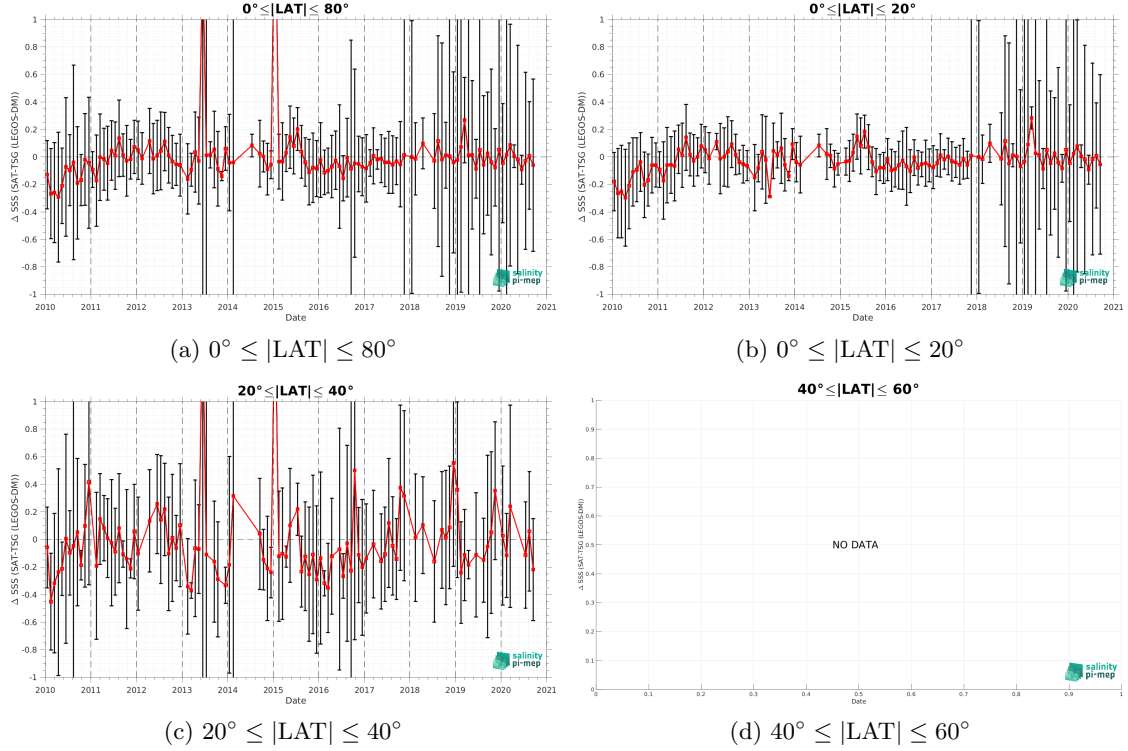 0°≤|LAT|≤ 80°
Δ SSS (SAT-TSG (LEGOS-DM))
1
0.8
0.6
0.4
0.2
0
-0.2
-0.4
-0.6
-0.8
-1
2010 2011 2012 2013 2014 2015 2016 2017 2018 2019 2020 2021
Date
salinity
pi-mep
(a) 0° ≤ |LAT| ≤ 80°
0°≤|LAT|≤ 20°
Δ SSS (SAT-TSG (LEGOS-DM))
1
0.8
0.6
0.4
0.2
0
-0.2
-0.4
-0.6
-0.8
-1
2010 2011 2012 2013 2014 2015 2016 2017 2018 2019 2020 2021
Date
salinity
pi-mep
(b) 0° ≤ |LAT| ≤ 20°
20°≤|LAT|≤ 40°
Δ SSS (SAT-TSG (LEGOS-DM))
1
0.8
0.6
0.4
0.2
0
-0.2
-0.4
-0.6
-0.8
-1
2010 2011 2012 2013 2014 2015 2016 2017 2018 2019 2020 2021
Date
salinity
pi-mep
(c) 20° ≤ |LAT| ≤ 40°
40°≤|LAT|≤ 60°
Δ SSS (SAT-TSG (LEGOS-DM))
1
0.9
0.8
0.7
0.6
0.5
0.4
0.3
0.2
0.1
0
NO DATA
0 0.1 0.2 0.3 0.4 0.5 0.6 0.7 0.8 0.9 1
Date
salinity
pi-mep
(d) 40° ≤ |LAT| ≤ 60°